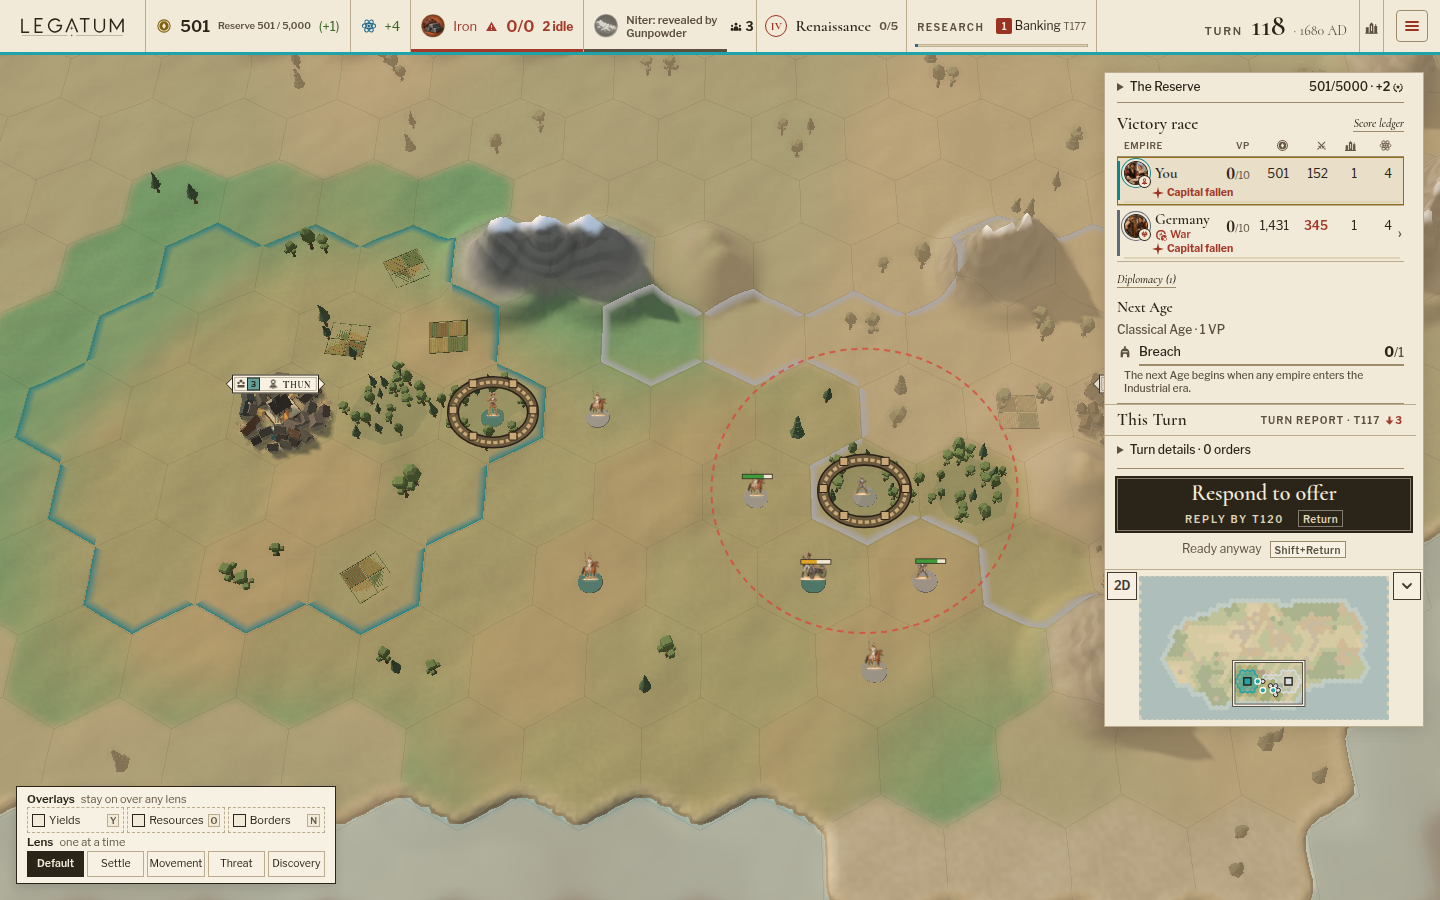 LEGATUM
501 Reserve 501 / 5,000 (+1)
+4
Iron 0/0 2 idle
Niter: revealed by Gunpowder
3
IV Renaissance 0/5
RESEARCH 1 Banking T177
TURN 118 · 1680 AD
The Reserve 501/5000 · +2
Victory race Score ledger
EMPIRE VP
You 0/10 501 152 1 4
Capital fallen
Germany 0/10 1,431 345 1 4 ›
War
Capital fallen
Diplomacy (1)
Next Age
Classical Age · 1 VP
Breach 0/1
The next Age begins when any empire enters the
Industrial era.
This Turn TURN REPORT · T117 3
Turn details · 0 orders
Respond to offer
REPLY BY T120 Return
Ready anyway Shift+Return
2D
3 THUN
Overlays stay on over any lens
Yields Y Resources O Borders N
Lens one at a time
Default Settle Movement Threat Discovery